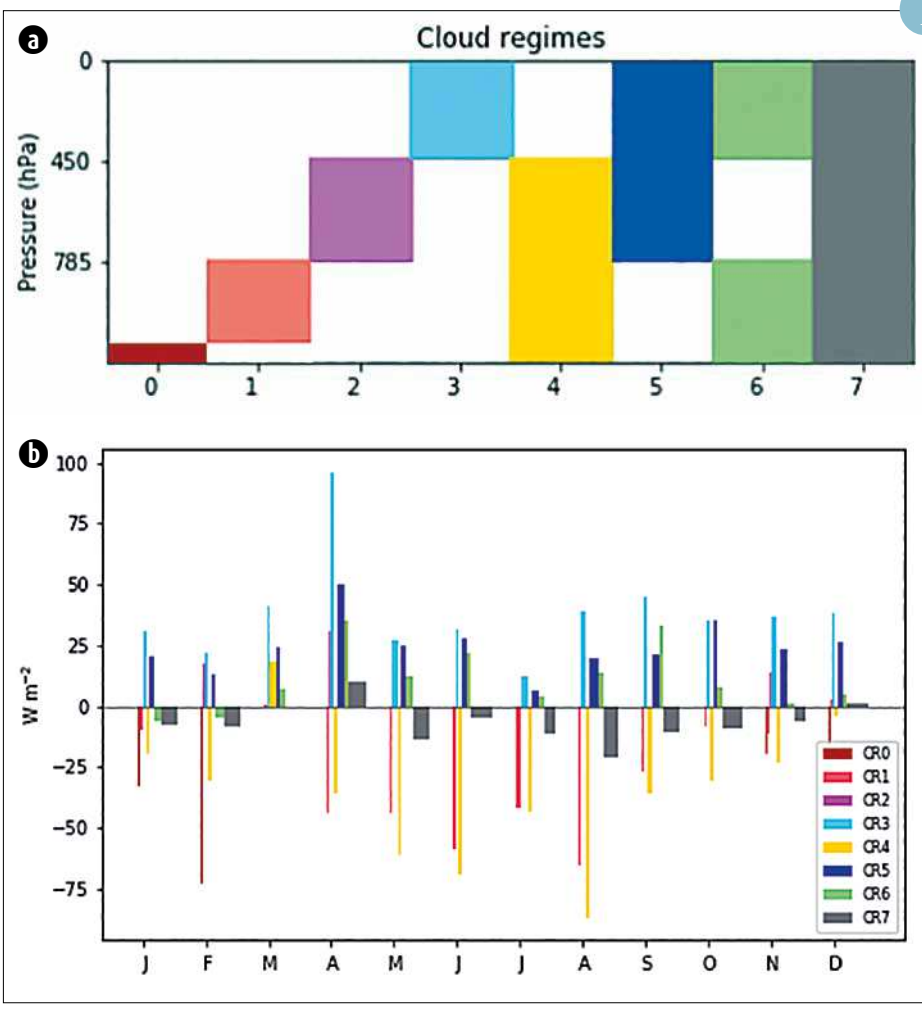 a
Cloud regimes
Pressure (hPa)
0
450
785
0 1 2 3 4 5 6 7
b
W m⁻²
100
75
50
25
0
−25
−50
−75
CR0
CR1
CR2
CR3
CR4
CR5
CR6
CR7
J F M A M J J A S O N D